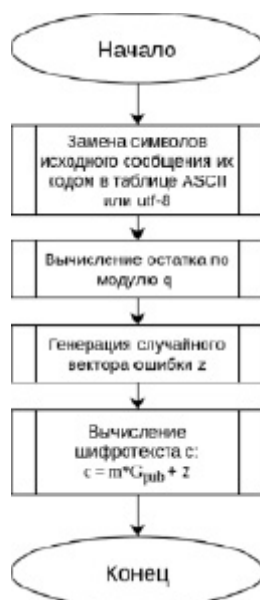 Начало
Замена символов
исходного сообщения их
кодом в таблице ASCII
или utf-8
Вычисление остатка по
модулю q
Генерация случайного
вектора ошибки z
Вычисление
шифротекста c:
c = m*Gpub + z
Конец